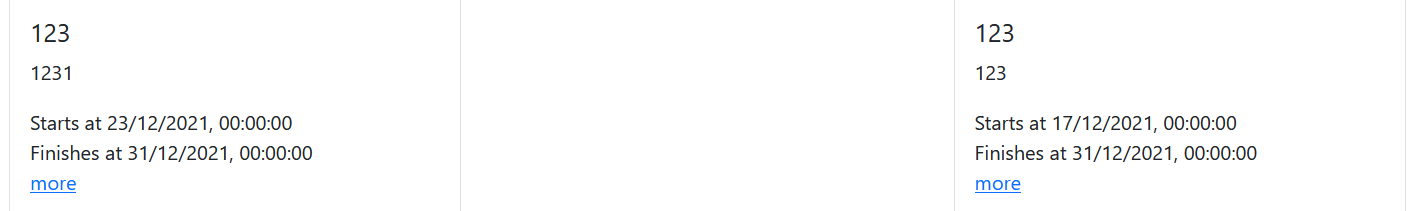 123
1231
Starts at 23/12/2021, 00:00:00
Finishes at 31/12/2021, 00:00:00
more
123
123
Starts at 17/12/2021, 00:00:00
Finishes at 31/12/2021, 00:00:00
more